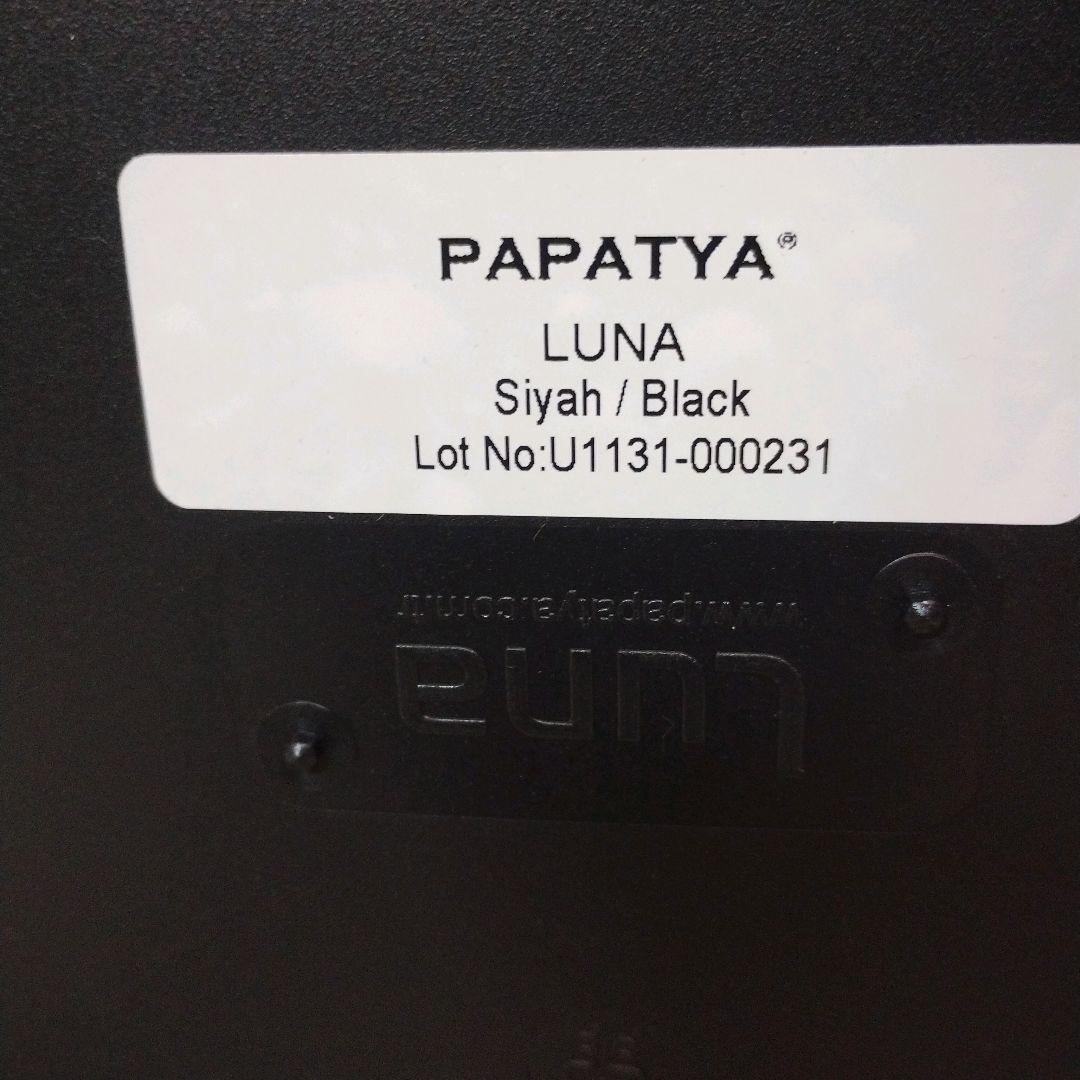 PAPATYA®
LUNA
Siyah / Black
Lot No:U1131-000231
www.papatya.com.tr
luna